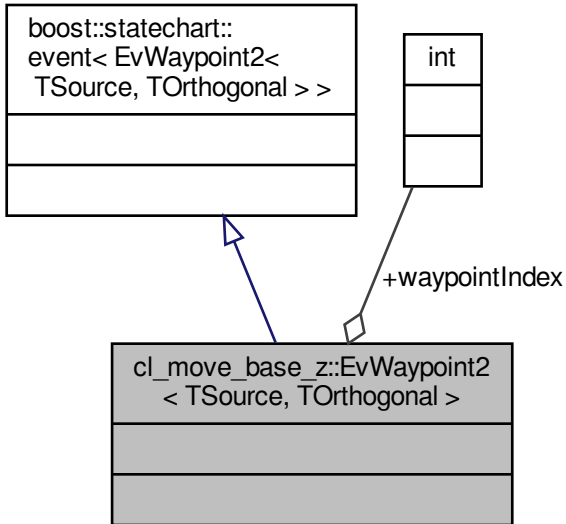 boost::statechart::
event< EvWaypoint2<
TSource, TOrthogonal > >
int
+waypointIndex
cl_move_base_z::EvWaypoint2
< TSource, TOrthogonal >